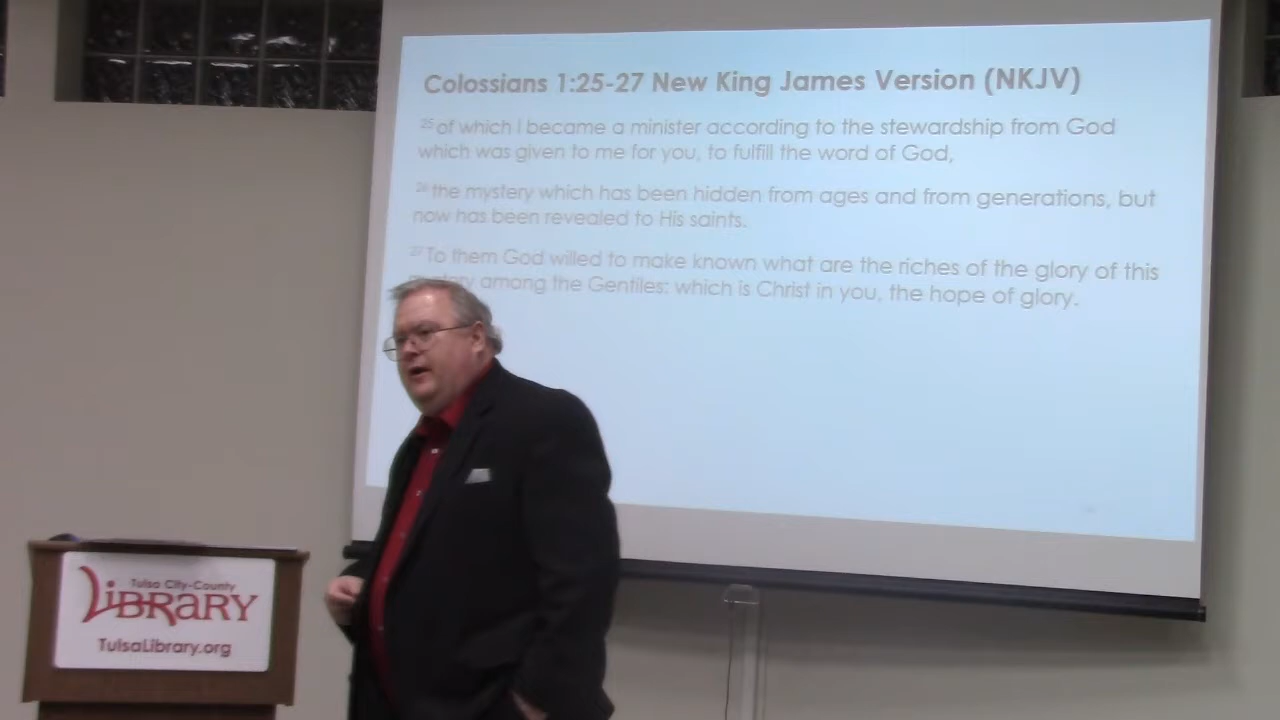 Colossians 1:25-27 New King James Version (NKJV)
25 of which I became a minister according to the stewardship from God
which was given to me for you, to fulfill the word of God,
26 the mystery which has been hidden from ages and from generations, but
now has been revealed to His saints.
27 To them God willed to make known what are the riches of the glory of this
among the Gentiles: which is Christ in you, the hope of glory.
Tulsa City-County
LiBRARY
TulsaLibrary.org